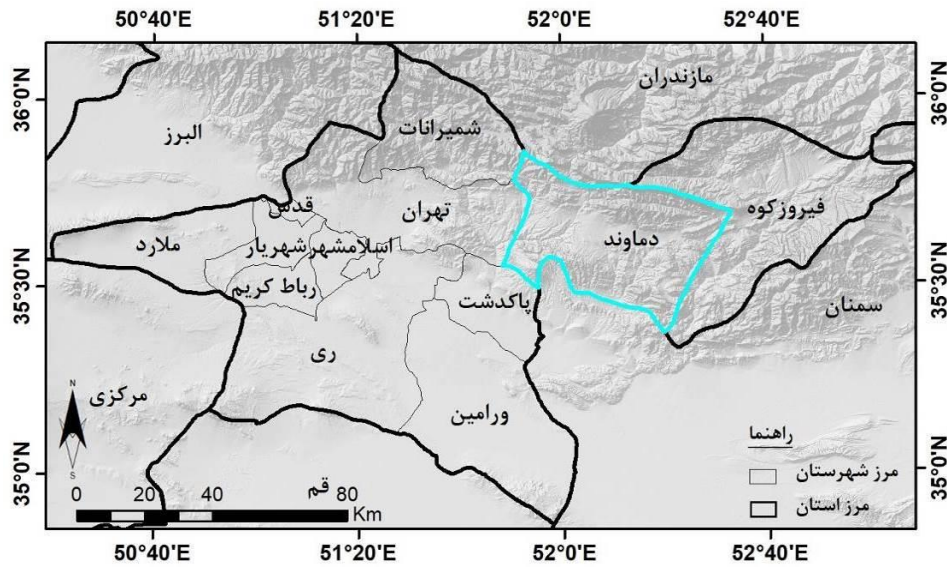 50°40'E 51°20'E 52°0'E 52°40'E
36°0'N 36°0'N
مازندران
شمیرانات
البرز
فیروزکوه
قدس
تهران
دماوند
ملارد
اسلامشهر شهریار
35°30'N 35°30'N
رباط کریم
پاکدشت
سمنان
ری
مرکزی
ورامین
N
S
راهنما
مرز شهرستان
مرز استان
35°0'N 35°0'N
قم
0 20 40 80
Km
50°40'E 51°20'E 52°0'E 52°40'E